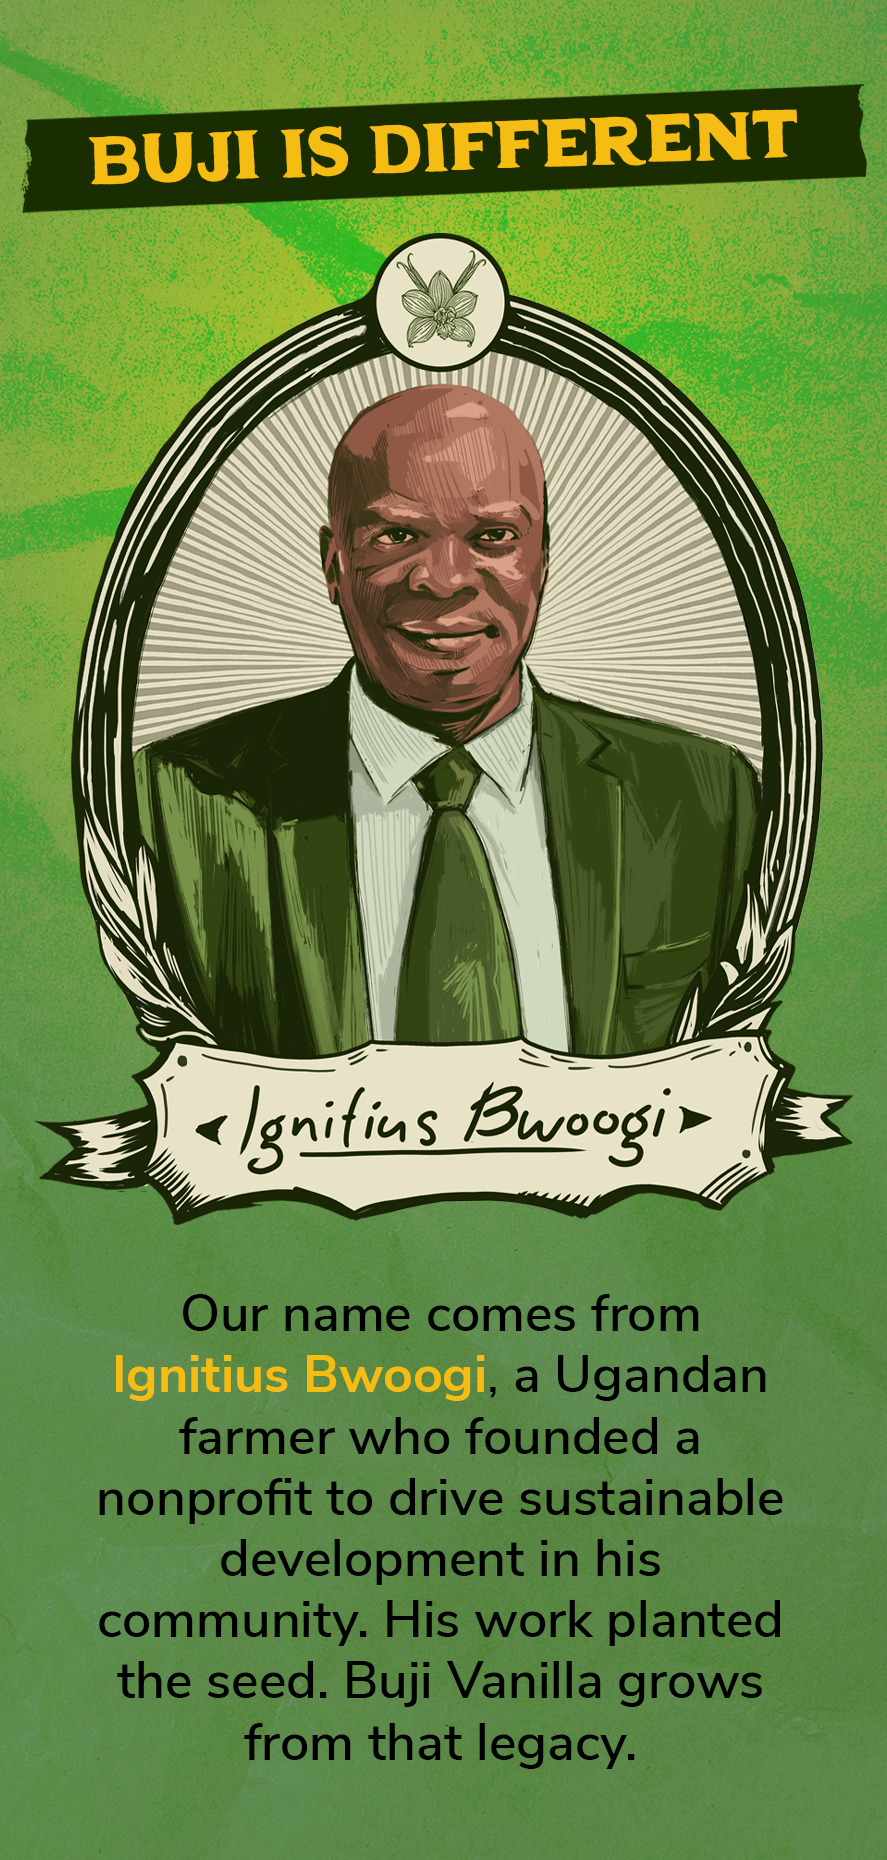 BUJI IS DIFFERENT
Ignitius Bwoogi
Our name comes from
Ignitius Bwoogi, a Ugandan
farmer who founded a
nonprofit to drive sustainable
development in his
community. His work planted
the seed. Buji Vanilla grows
from that legacy.